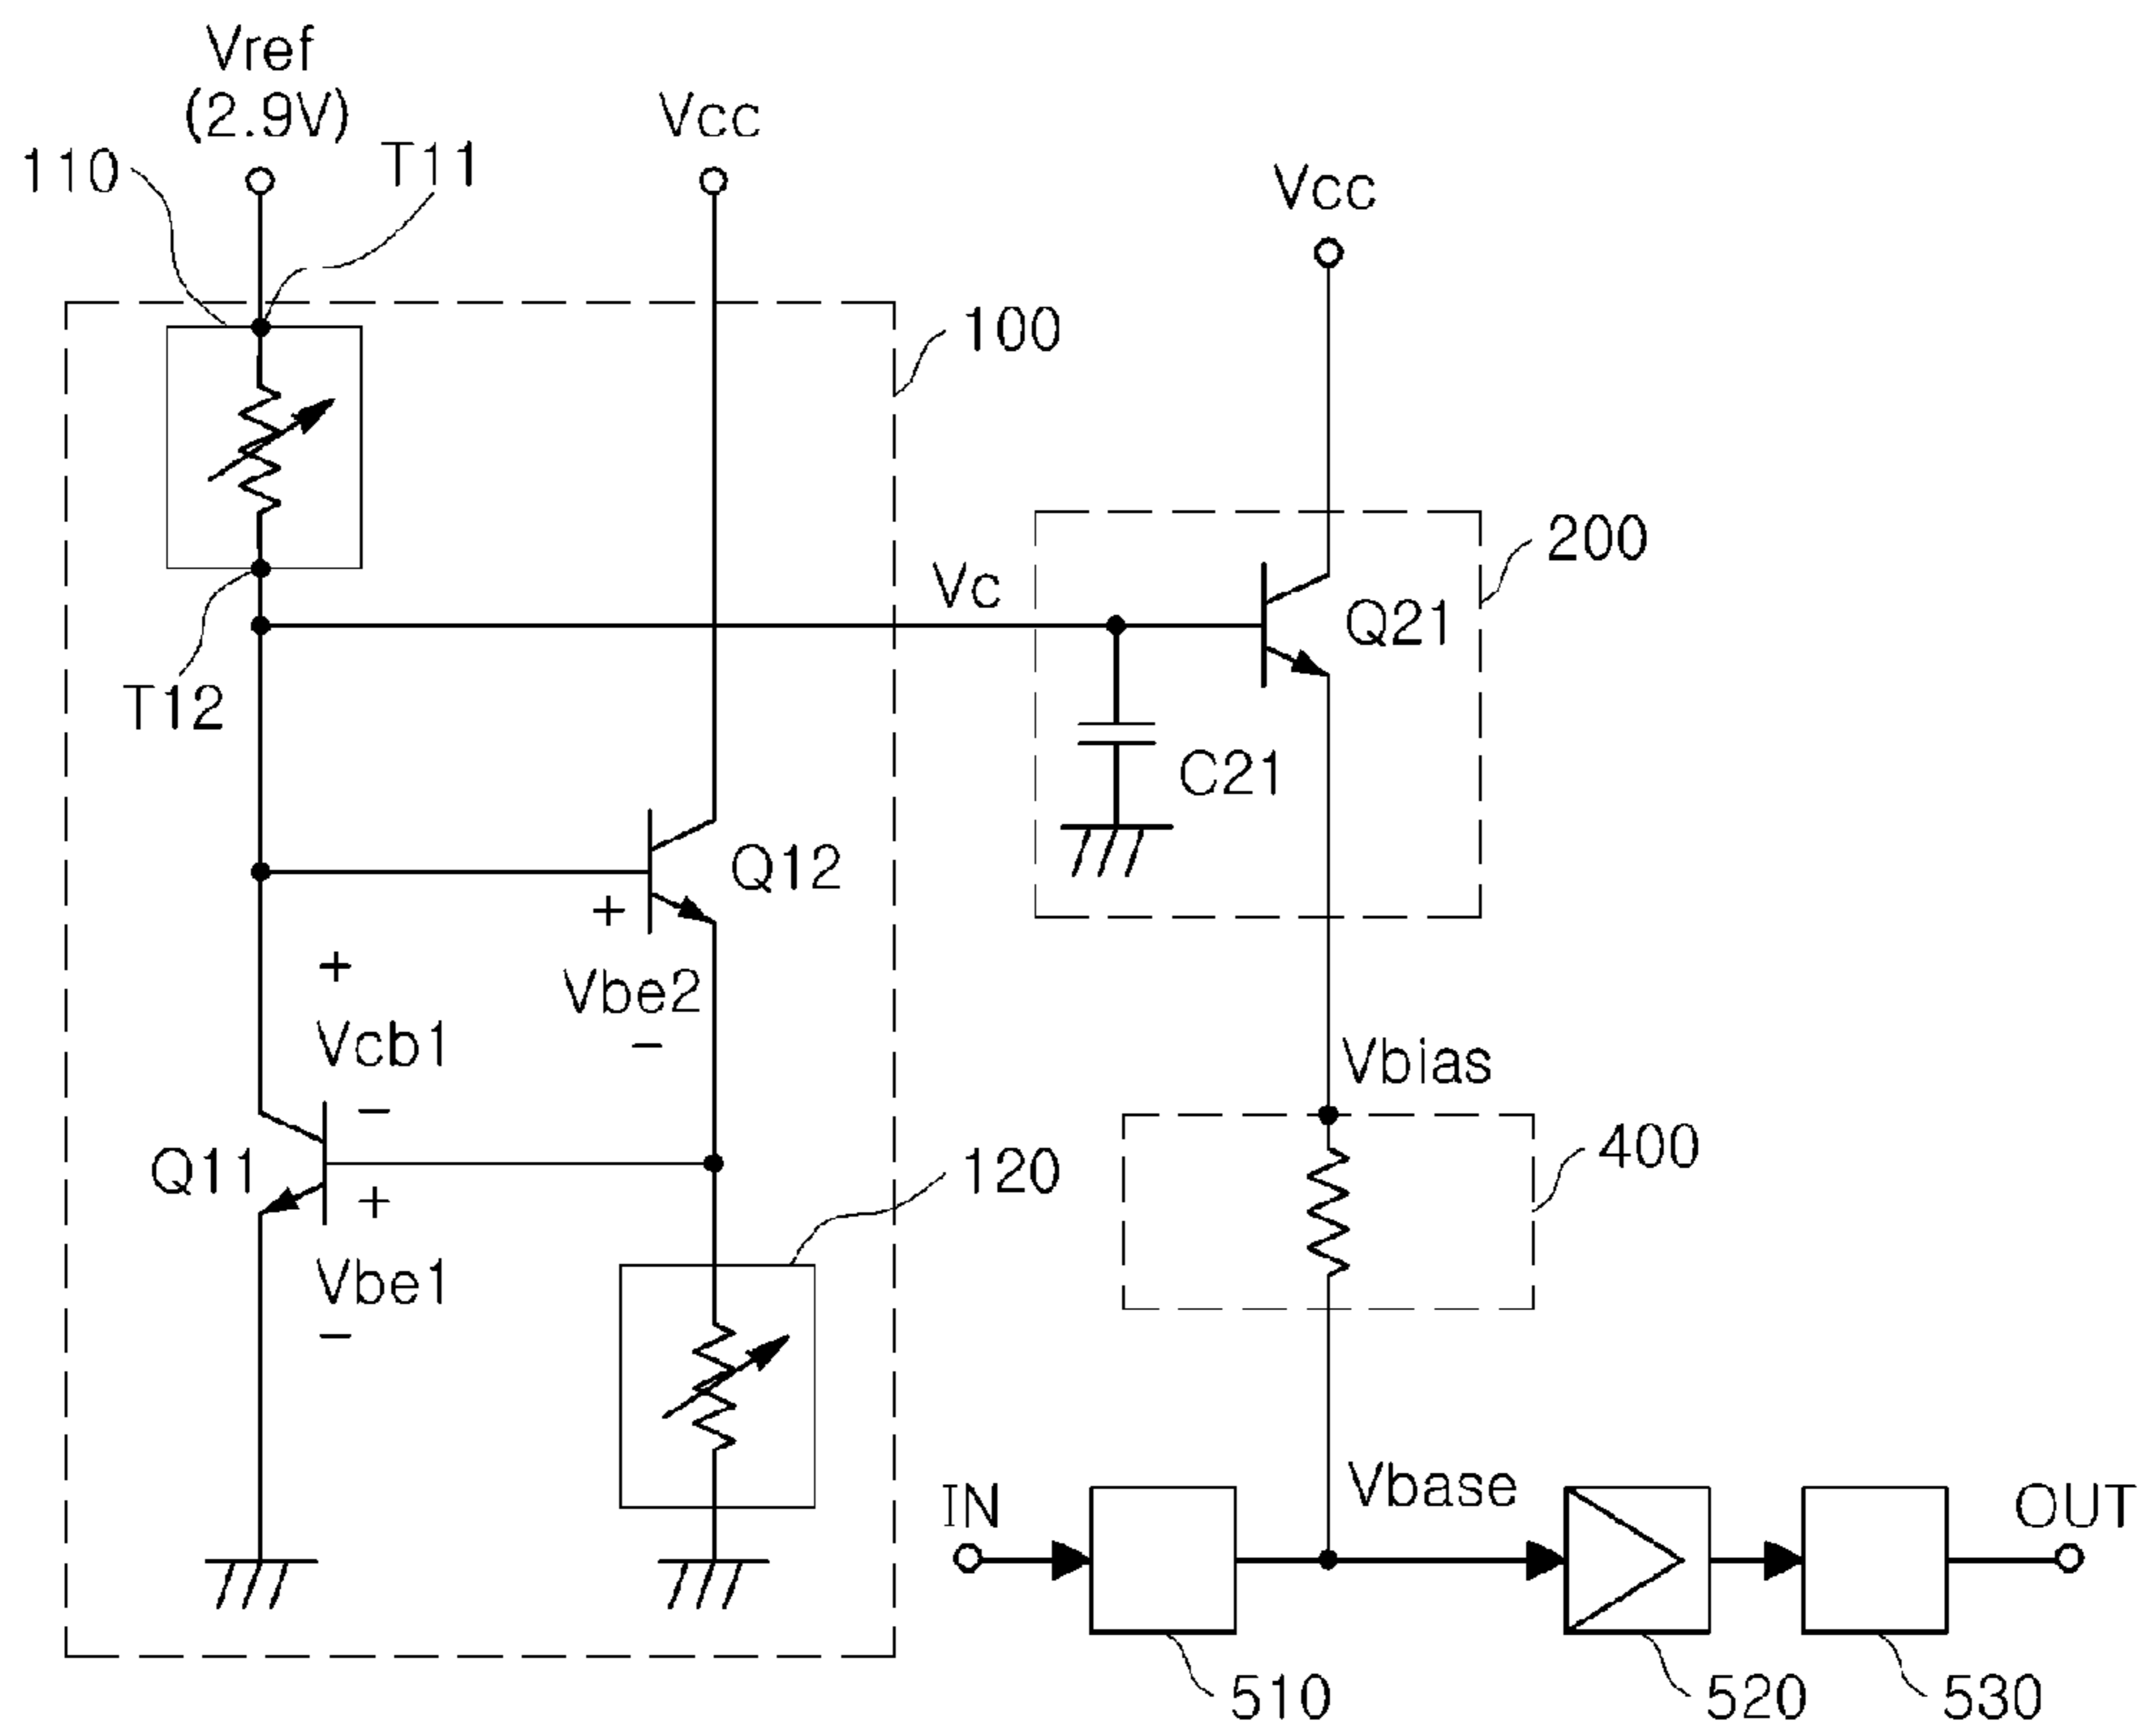 Vref
(2.9V)
Vcc
110
T11
Vcc
100
200
Vc
Q21
T12
C21
Q12
+
+
Vbe2
Vcb1
−
Vbias
−
400
Q11
120
+
Vbe1
−
Vbase
IN
OUT
510
520
530